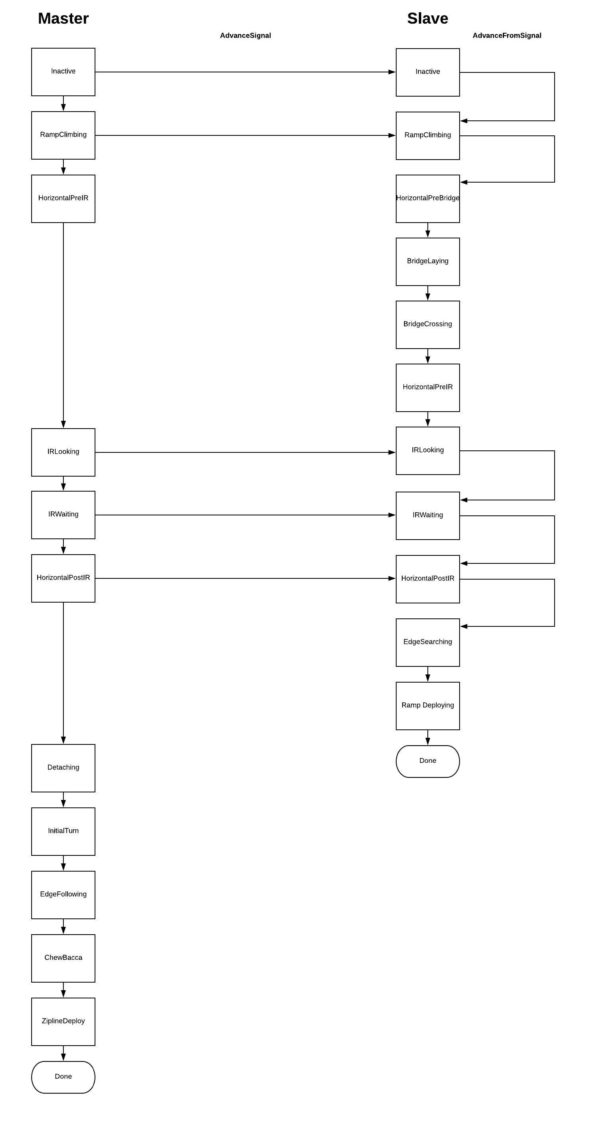 Master
Slave
AdvanceSignal
AdvanceFromSignal
Inactive
Inactive
RampClimbing
RampClimbing
HorizontalPreIR
HorizontalPreBridge
BridgeLaying
BridgeCrossing
HorizontalPreIR
IRLooking
IRLooking
IRWaiting
IRWaiting
HorizontalPostIR
HorizontalPostIR
EdgeSearching
Ramp Deploying
Done
Detaching
InitialTurn
EdgeFollowing
ChewBacca
ZiplineDeploy
Done